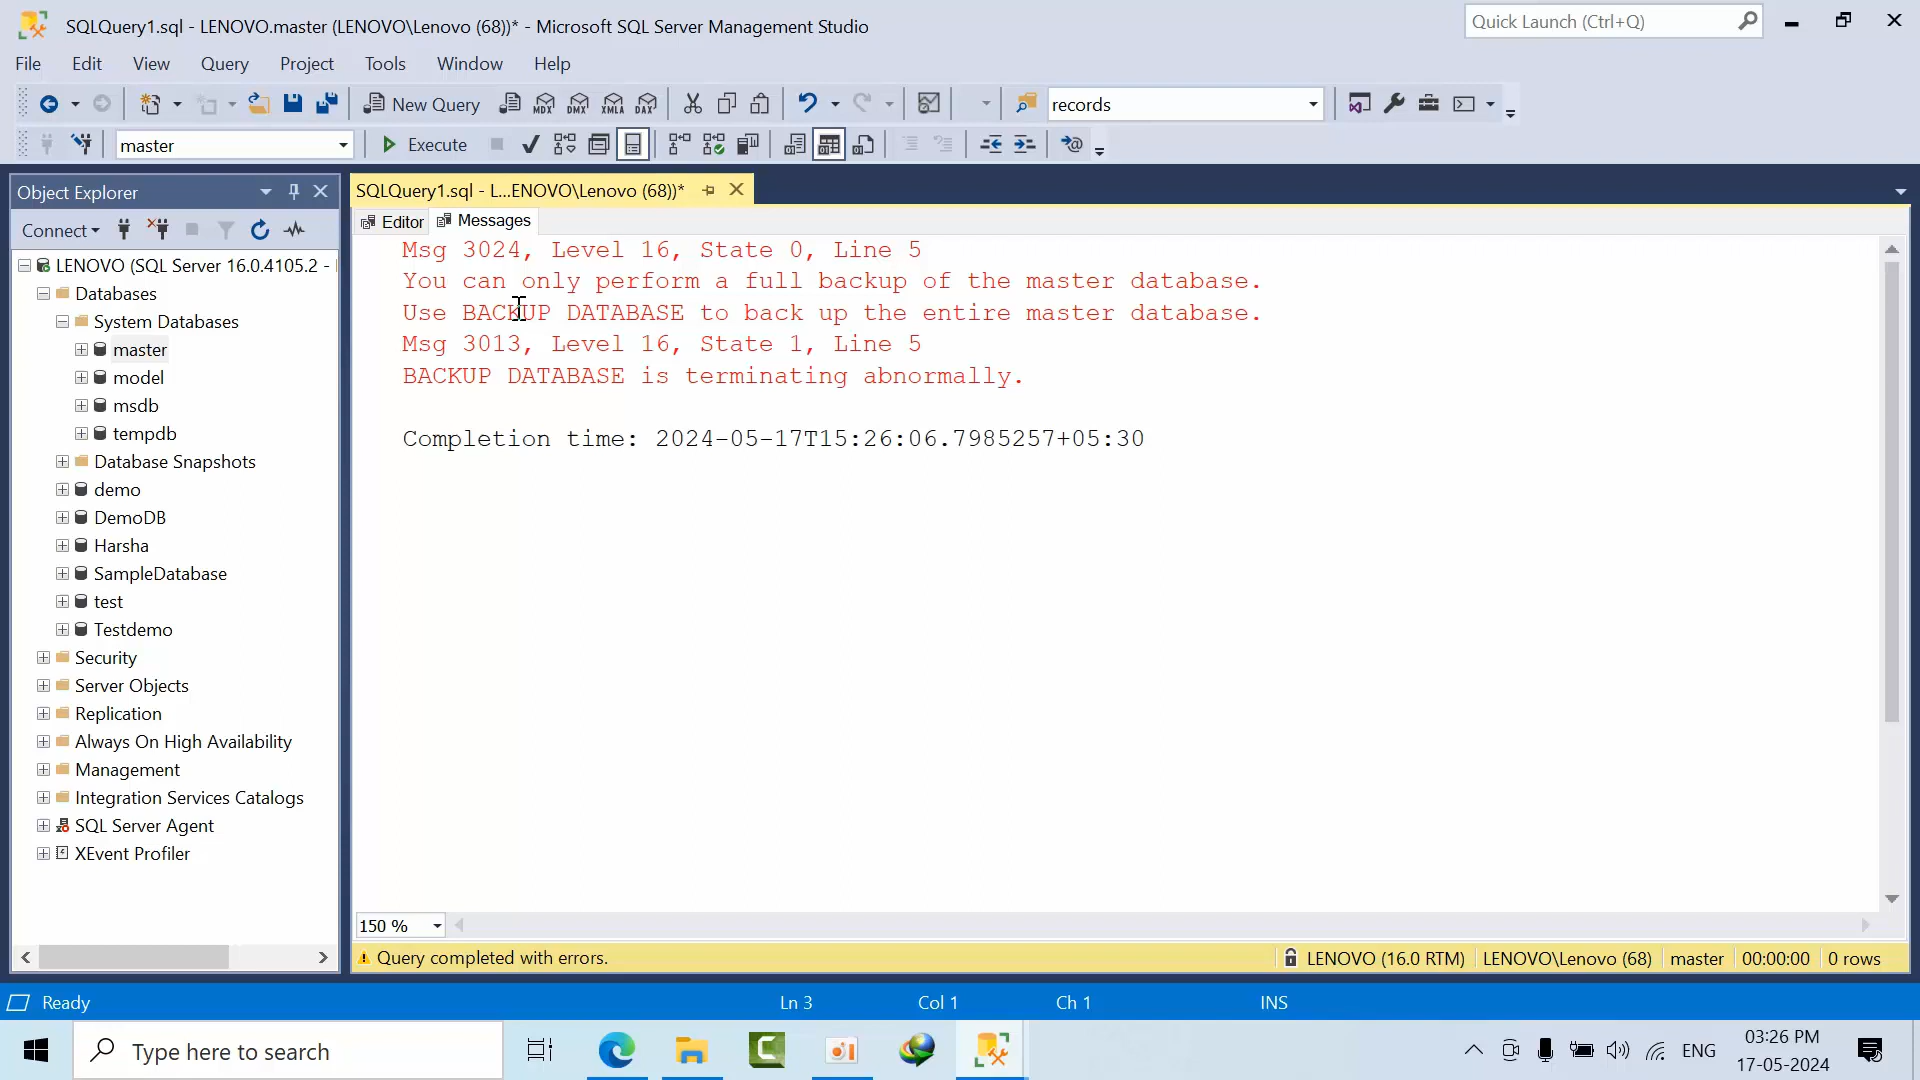 SQLQuery1.sql - LENOVO.master (LENOVO\Lenovo (68))* - Microsoft SQL Server Management Studio
Quick Launch (Ctrl+Q)
File Edit View Query Project Tools Window Help
New Query MDX DMX XMLA DAX records
master Execute
Object Explorer
Connect
LENOVO (SQL Server 16.0.4105.2 -
Databases
System Databases
master
model
msdb
tempdb
Database Snapshots
demo
DemoDB
Harsha
SampleDatabase
test
Testdemo
Security
Server Objects
Replication
Always On High Availability
Management
Integration Services Catalogs
SQL Server Agent
XEvent Profiler
SQLQuery1.sql - L...ENOVO\Lenovo (68))*
Editor Messages
Msg 3024, Level 16, State 0, Line 5
You can only perform a full backup of the master database.
Use BACKUP DATABASE to back up the entire master database.
Msg 3013, Level 16, State 1, Line 5
BACKUP DATABASE is terminating abnormally.
Completion time: 2024-05-17T15:26:06.7985257+05:30
150 %
Query completed with errors. LENOVO (16.0 RTM) LENOVO\Lenovo (68) master 00:00:00 0 rows
Ready Ln 3 Col 1 Ch 1 INS
Type here to search
ENG
03:26 PM
17-05-2024